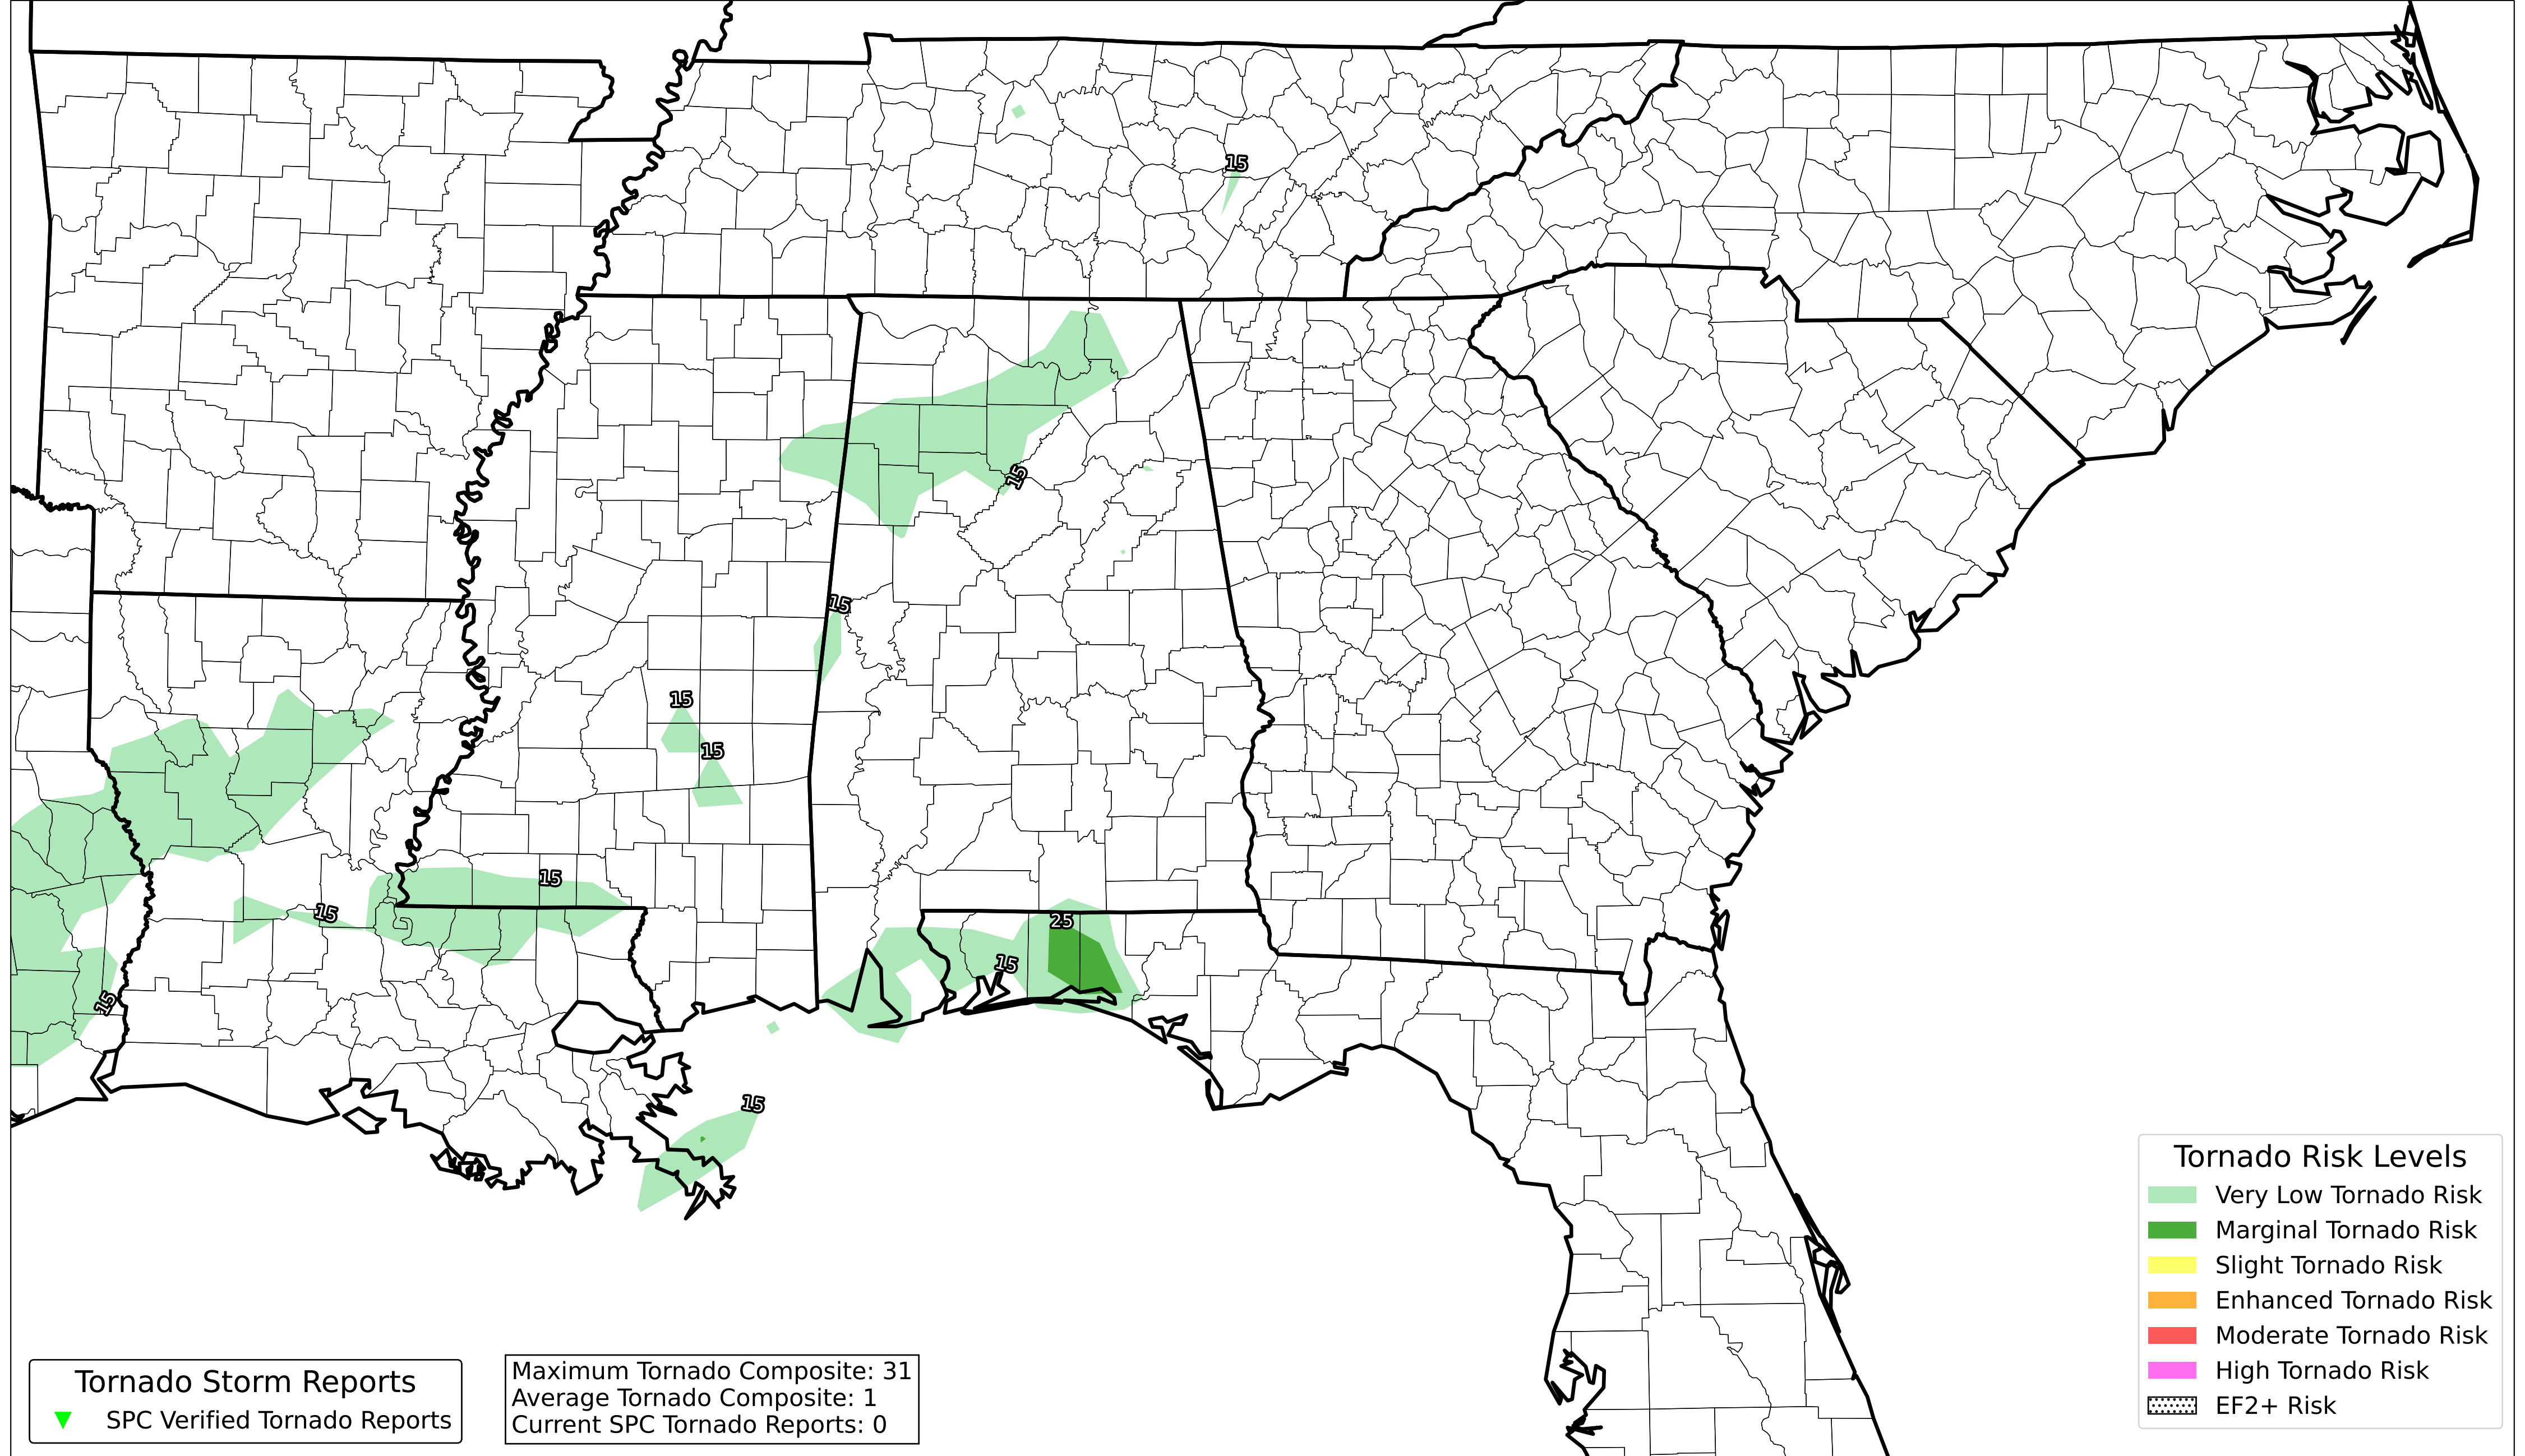 15
15
15
15
15
15
15
25
15
15
15
Tornado Risk Levels
Very Low Tornado Risk
Marginal Tornado Risk
Slight Tornado Risk
Enhanced Tornado Risk
Moderate Tornado Risk
High Tornado Risk
EF2+ Risk
Tornado Storm Reports
SPC Verified Tornado Reports
Maximum Tornado Composite: 31
Average Tornado Composite: 1
Current SPC Tornado Reports: 0